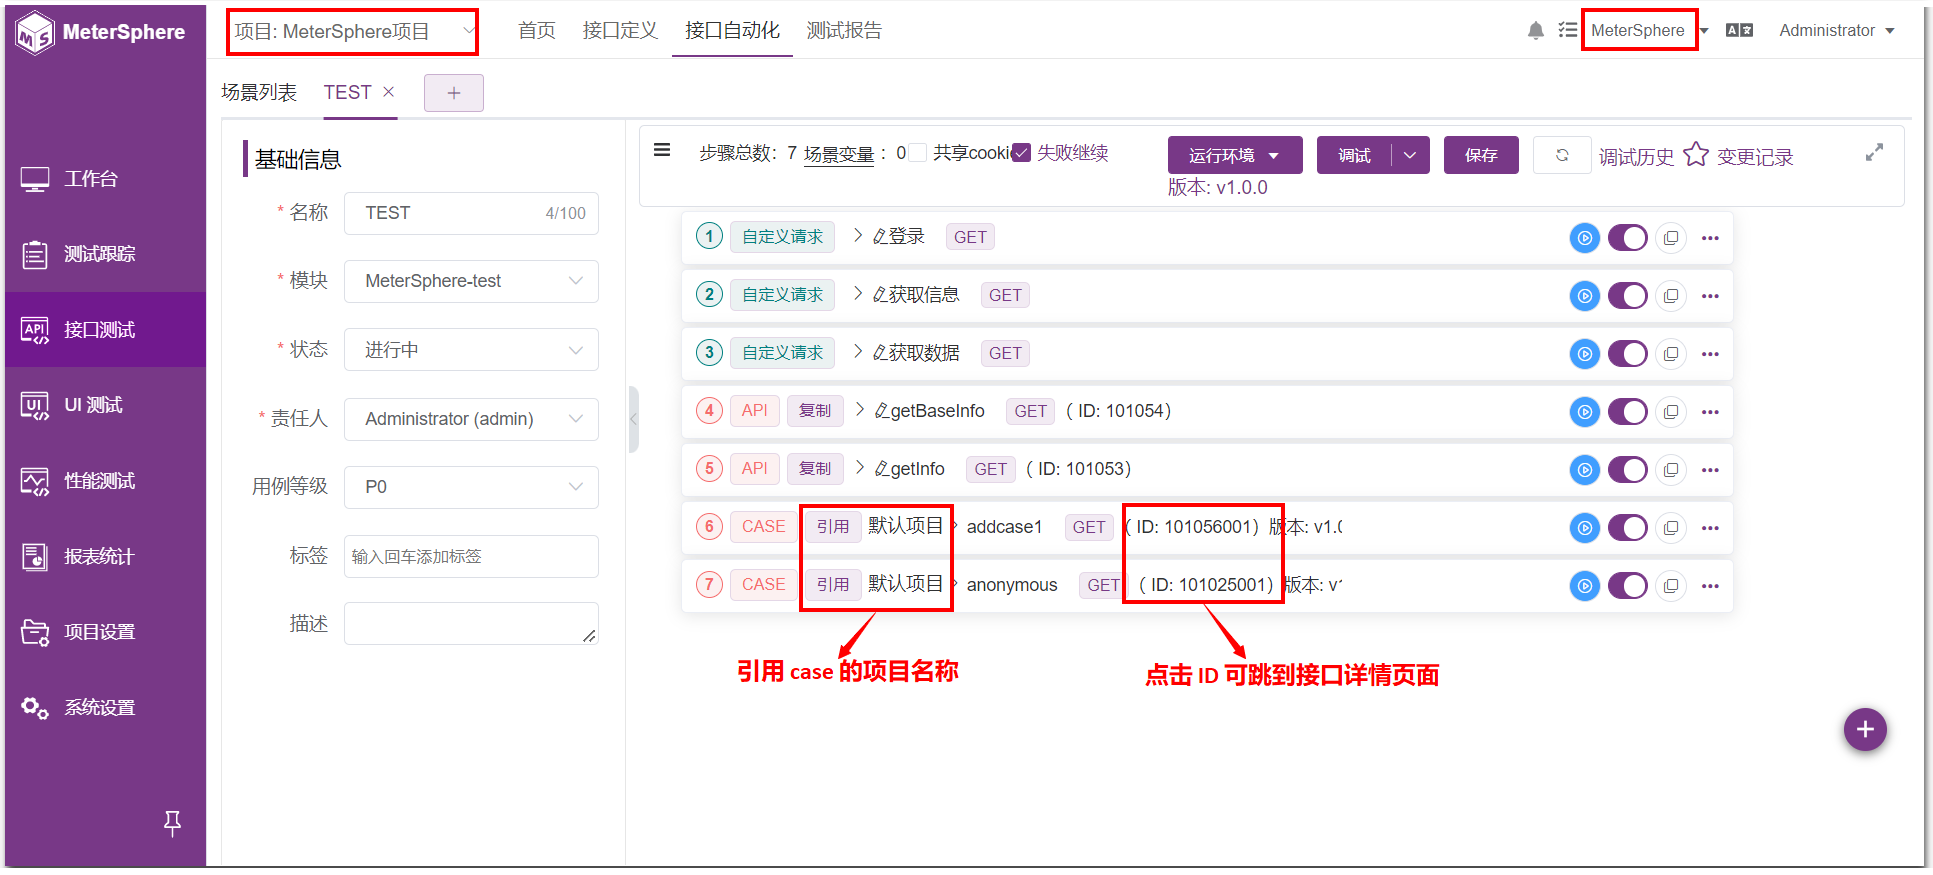 MeterSphere
项目: MeterSphere项目
首页 接口定义 接口自动化 测试报告
MeterSphere
Administrator
场景列表 TEST
工作台
测试跟踪
接口测试
UI 测试
性能测试
报表统计
项目设置
系统设置
基础信息
* 名称 TEST 4/100
* 模块 MeterSphere-test
* 状态 进行中
* 责任人 Administrator (admin)
用例等级 P0
标签 输入回车添加标签
描述
步骤总数: 7 场景变量 : 0 共享cooki 失败继续
运行环境 调试 保存 调试历史 变更记录
版本: v1.0.0
1 自定义请求 登录 GET
2 自定义请求 获取信息 GET
3 自定义请求 获取数据 GET
4 API 复制 getBaseInfo GET ( ID: 101054)
5 API 复制 getInfo GET ( ID: 101053)
6 CASE 引用 默认项目 addcase1 GET ( ID: 101056001) 版本: v1.0
7 CASE 引用 默认项目 anonymous GET ( ID: 101025001) 版本: v1
引用 case 的项目名称
点击 ID 可跳到接口详情页面